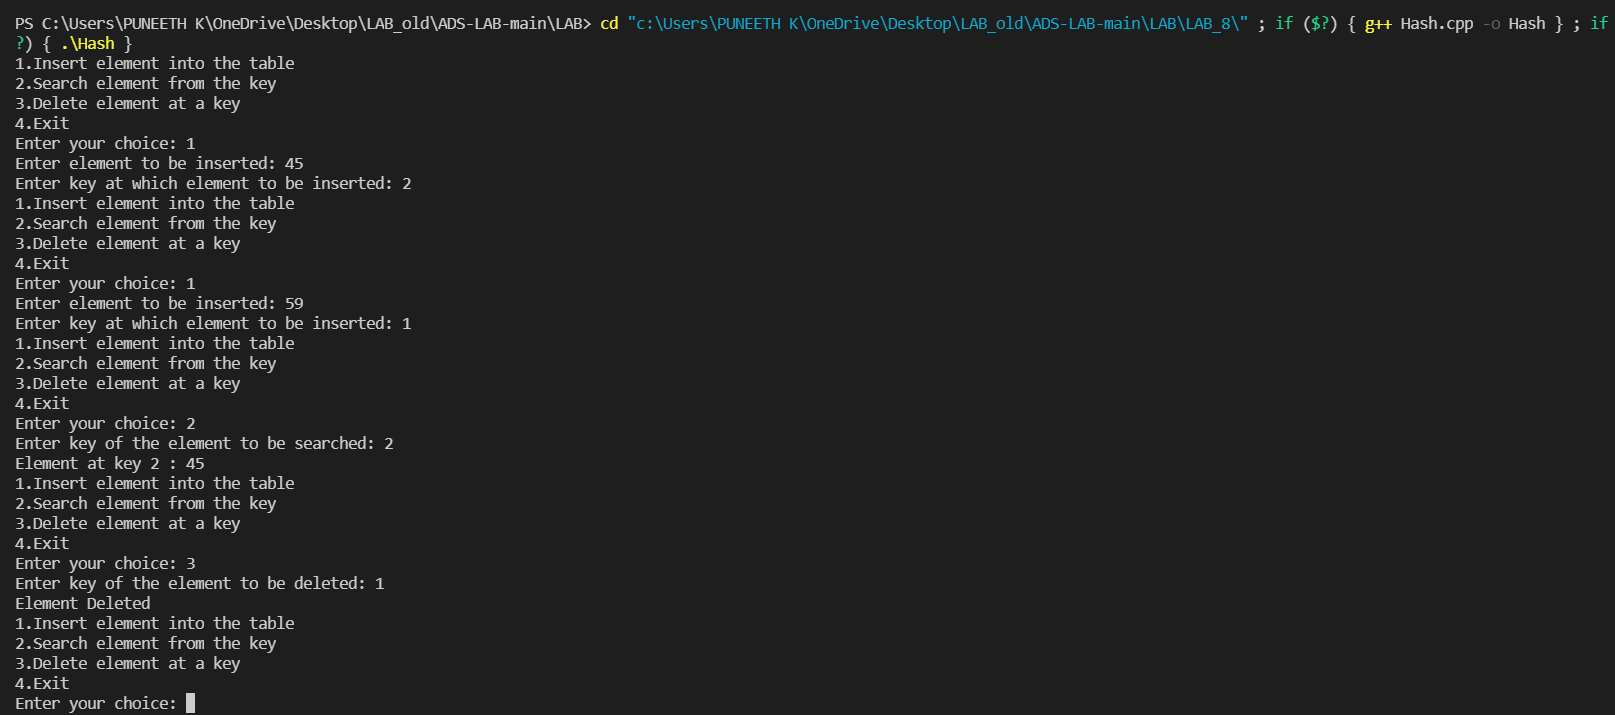 PS C:\Users\PUNEETH K\OneDrive\Desktop\LAB_old\ADS-LAB-main\LAB> cd "c:\Users\PUNEETH K\OneDrive\Desktop\LAB_old\ADS-LAB-main\LAB\LAB_8\" ; if ($?) { g++ Hash.cpp -o Hash } ; if
?) { .\Hash }
1.Insert element into the table
2.Search element from the key
3.Delete element at a key
4.Exit
Enter your choice: 1
Enter element to be inserted: 45
Enter key at which element to be inserted: 2
1.Insert element into the table
2.Search element from the key
3.Delete element at a key
4.Exit
Enter your choice: 1
Enter element to be inserted: 59
Enter key at which element to be inserted: 1
1.Insert element into the table
2.Search element from the key
3.Delete element at a key
4.Exit
Enter your choice: 2
Enter key of the element to be searched: 2
Element at key 2 : 45
1.Insert element into the table
2.Search element from the key
3.Delete element at a key
4.Exit
Enter your choice: 3
Enter key of the element to be deleted: 1
Element Deleted
1.Insert element into the table
2.Search element from the key
3.Delete element at a key
4.Exit
Enter your choice: